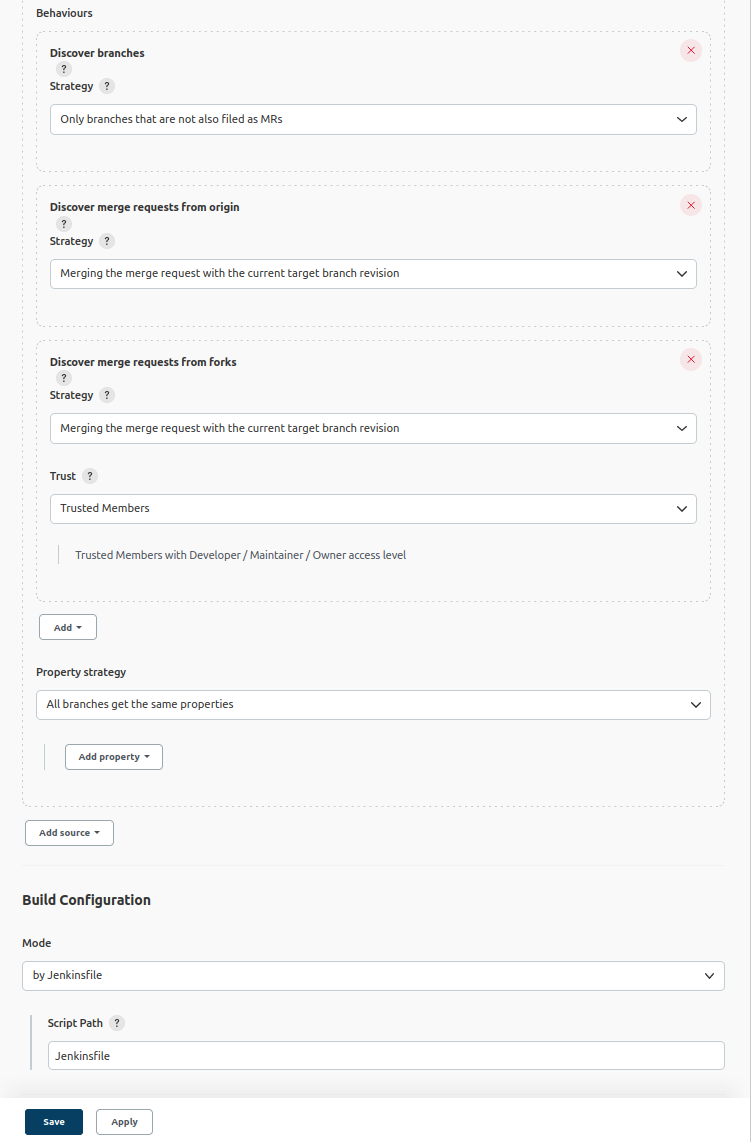 Behaviours
Discover branches
?
Strategy ?
Only branches that are not also filed as MRs
Discover merge requests from origin
?
Strategy ?
Merging the merge request with the current target branch revision
Discover merge requests from forks
?
Strategy ?
Merging the merge request with the current target branch revision
Trust ?
Trusted Members
Trusted Members with Developer / Maintainer / Owner access level
Add
Property strategy
All branches get the same properties
Add property
Add source
Build Configuration
Mode
by Jenkinsfile
Script Path ?
Jenkinsfile
Save Apply